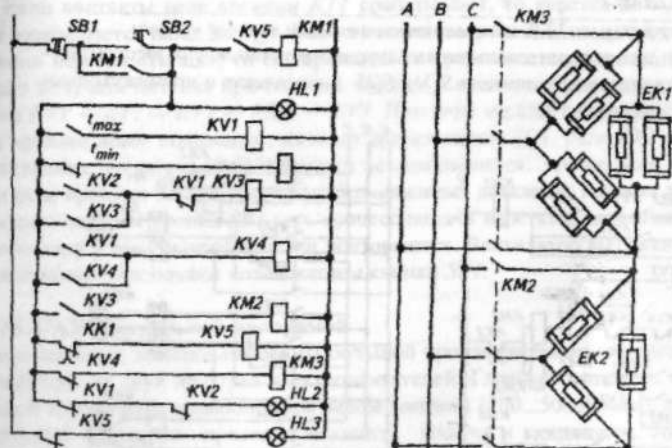 SB1 SB2 KV5 KM1
KM1
HL1
tmax KV1
tmin
KV2 KV1 KV3
KV3
KV1 KV4
KV4
KV3 KM2
KK1 KV5
KV4 KM3
KV1 KV2 HL2
KV5 HL3
A B C KM3
EK1
KM2
EK2